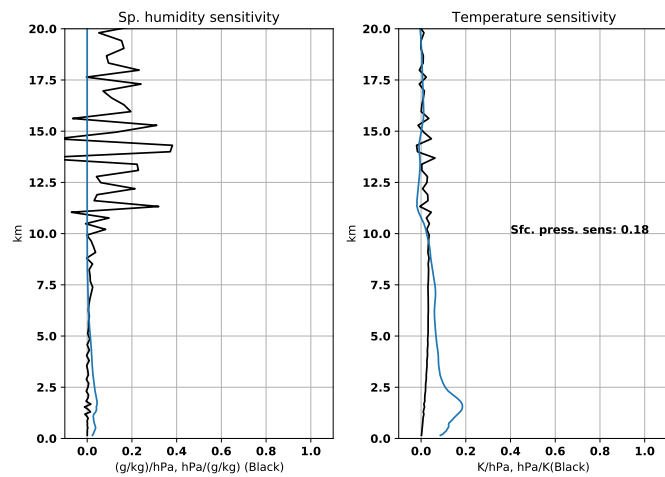 Sp. humidity sensitivity
20.0
17.5
15.0
12.5
10.0
7.5
5.0
2.5
0.0
km
0.0 0.2 0.4 0.6 0.8 1.0
(g/kg)/hPa, hPa/(g/kg) (Black)
Temperature sensitivity
20.0
17.5
15.0
12.5
10.0
7.5
5.0
2.5
0.0
km
Sfc. press. sens: 0.18
0.0 0.2 0.4 0.6 0.8 1.0
K/hPa, hPa/K(Black)